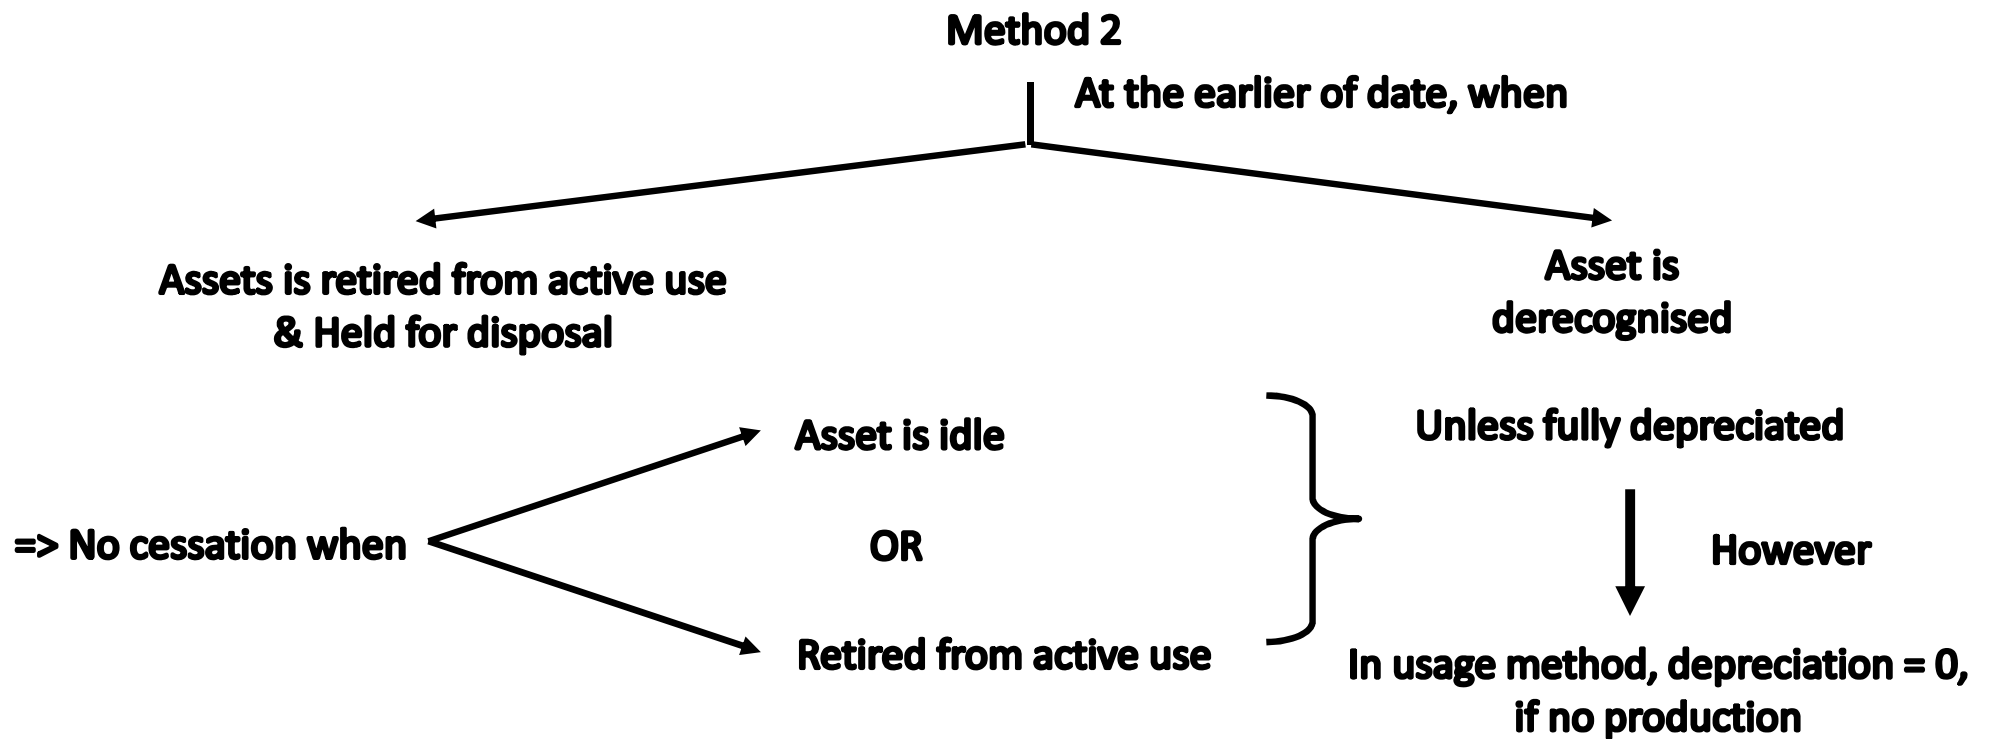 Method 2
At the earlier of date, when
Assets is retired from active use
& Held for disposal
Asset is
derecognised
Asset is idle
Unless fully depreciated
=> No cessation when
OR
However
Retired from active use
In usage method, depreciation = 0,
if no production